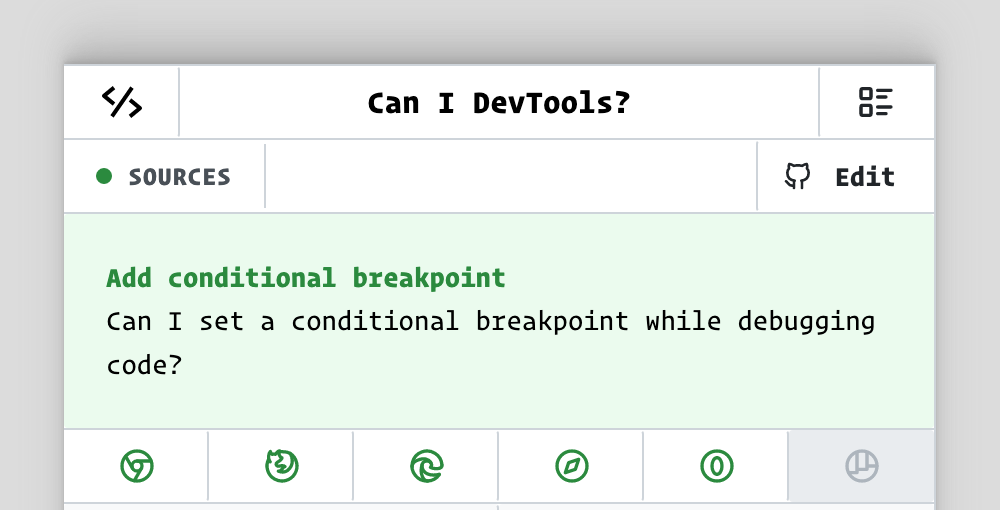 Can I DevTools?
SOURCES
Edit
Add conditional breakpoint
Can I set a conditional breakpoint while debugging
code?